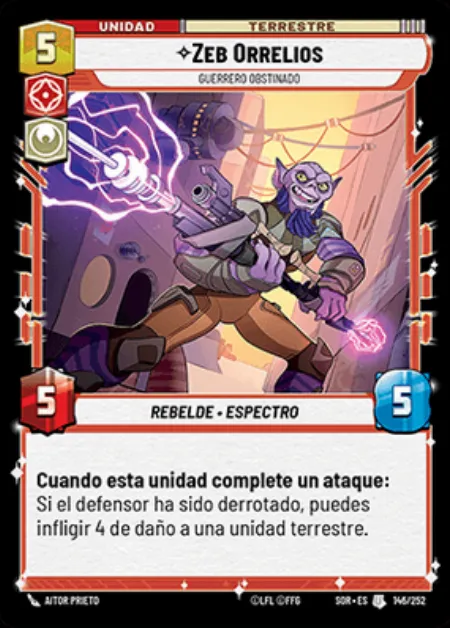 UNIDAD TERRESTRE
5
✧ZEB ORRELIOS
GUERRERO OBSTINADO
5
REBELDE • ESPECTRO
5
Cuando esta unidad complete un ataque:
Si el defensor ha sido derrotado, puedes
infligir 4 de daño a una unidad terrestre.
AITOR PRIETO
©LFL ©FFG
SOR • ES
146/252